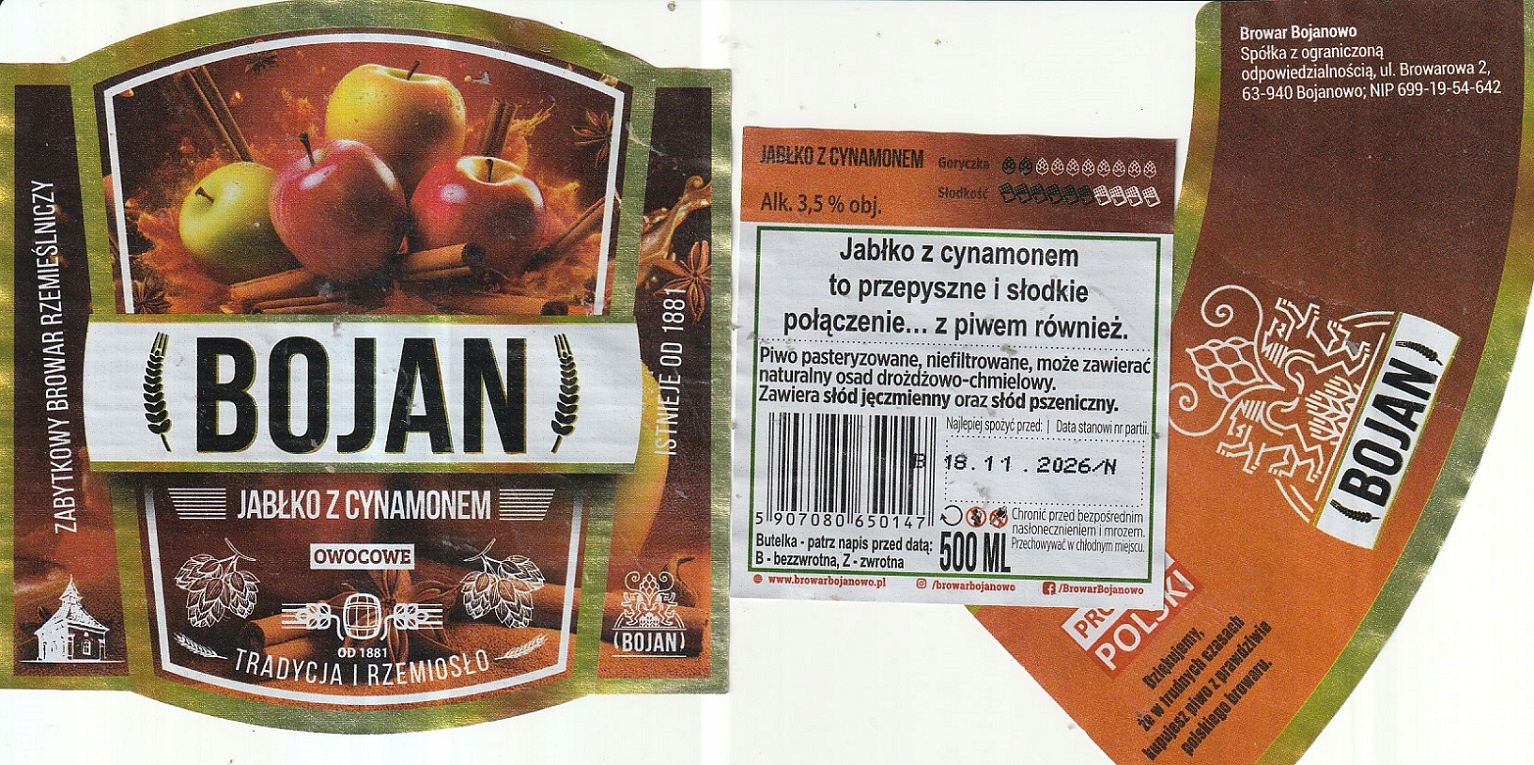 ZABYTKOWY BROWAR RZEMIEŚLNICZY
BOJAN
JABŁKO Z CYNAMONEM
OWOCOWE
OD 1881
TRADYCJA I RZEMIOSŁO
ISTNIEJE OD 1881
(BOJAN)
JABŁKO Z CYNAMONEM
Goryczka
Słodkość
Alk. 3,5 % obj.
Jabłko z cynamonem
to przepyszne i słodkie
połączenie... z piwem również.
Piwo pasteryzowane, niefiltrowane, może zawierać
naturalny osad drożdżowo-chmielowy.
Zawiera słód jęczmienny oraz słód pszeniczny.
Najlepiej spożyć przed: | Data stanowi nr partii.
B 18.11.2026/N
5 907080 650147
Chronić przed bezpośrednim
nasłonecznieniem i mrozem.
Przechowywać w chłodnym miejscu.
Butelka - patrz napis przed datą:
B - bezzwrotna, Z - zwrotna
500 ML
www.browarbojanowo.pl /browarbojanowo /BrowarBojanowo
Browar Bojanowo
Spółka z ograniczoną
odpowiedzialnością, ul. Browarowa 2,
63-940 Bojanowo; NIP 699-19-54-642
(BOJAN)
POLSKI
Dziękujemy,
że w trudnych czasach
kupujesz piwo z prawdziwie
polskiego browaru.